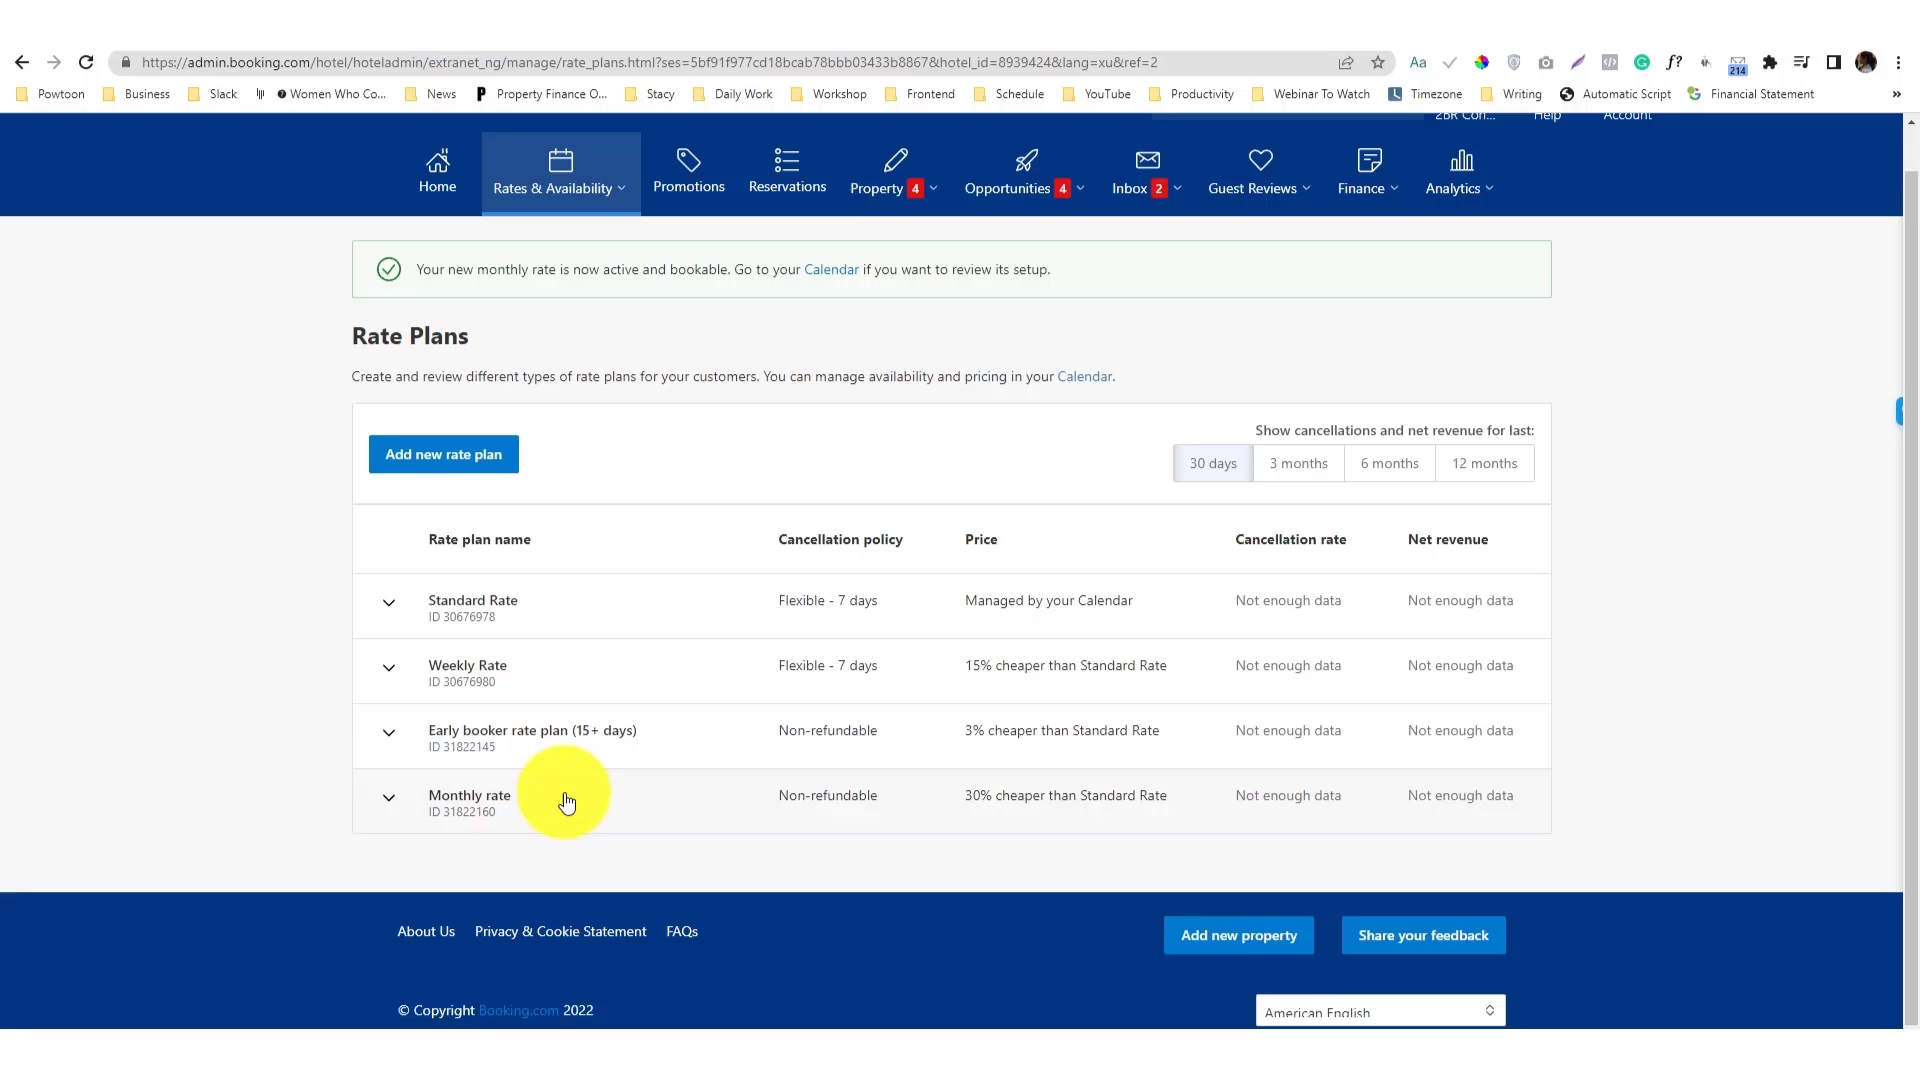 https://admin.booking.com/hotel/hoteladmin/extranet_ng/manage/rate_plans.html?ses=5bf91f977cd18bcab78bbb03433b8867&hotel_id=8939424&lang=xu&ref=2
Aa
f?
214
Powtoon
Business
Slack
Women Who Co...
News
Property Finance O...
Stacy
Daily Work
Workshop
Frontend
Schedule
YouTube
Productivity
Webinar To Watch
Timezone
Writing
Automatic Script
Financial Statement
»
2BR Con...
Help
Account
Home
Rates & Availability
Promotions
Reservations
Property 4
Opportunities 4
Inbox 2
Guest Reviews
Finance
Analytics
Your new monthly rate is now active and bookable. Go to your Calendar if you want to review its setup.
Rate Plans
Create and review different types of rate plans for your customers. You can manage availability and pricing in your Calendar.
Add new rate plan
Show cancellations and net revenue for last:
30 days
3 months
6 months
12 months
Rate plan name
Cancellation policy
Price
Cancellation rate
Net revenue
Standard Rate
ID 30676978
Flexible - 7 days
Managed by your Calendar
Not enough data
Not enough data
Weekly Rate
ID 30676980
Flexible - 7 days
15% cheaper than Standard Rate
Not enough data
Not enough data
Early booker rate plan (15+ days)
ID 31822145
Non-refundable
3% cheaper than Standard Rate
Not enough data
Not enough data
Monthly rate
ID 31822160
Non-refundable
30% cheaper than Standard Rate
Not enough data
Not enough data
About Us
Privacy & Cookie Statement
FAQs
Add new property
Share your feedback
© Copyright Booking.com 2022
American English